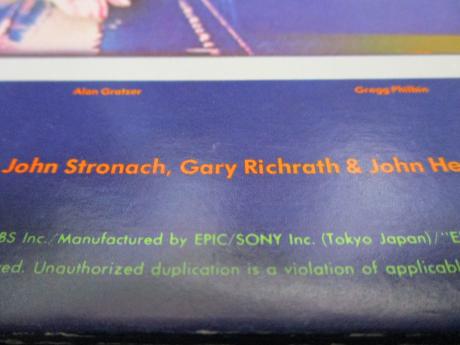 Alan Gratzer
Gregg Philbin
John Stronach, Gary Richrath & John He
BS Inc./Manufactured by EPIC/SONY Inc. (Tokyo Japan)/"E
ved. Unauthorized duplication is a violation of applicabl